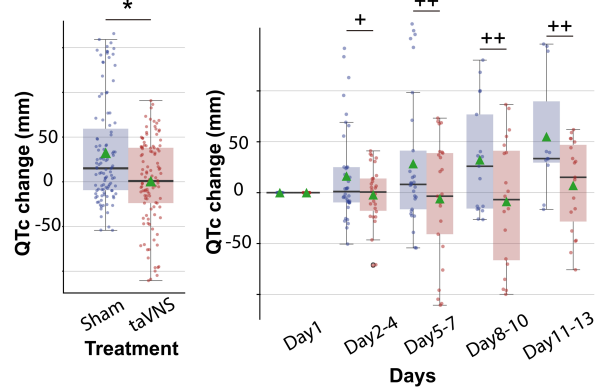 *
QTc change (mm)
50
0
-50
Sham
taVNS
Treatment
+
++
++
++
QTc change (mm)
50
0
-50
Day1
Day2-4
Day5-7
Day8-10
Day11-13
Days